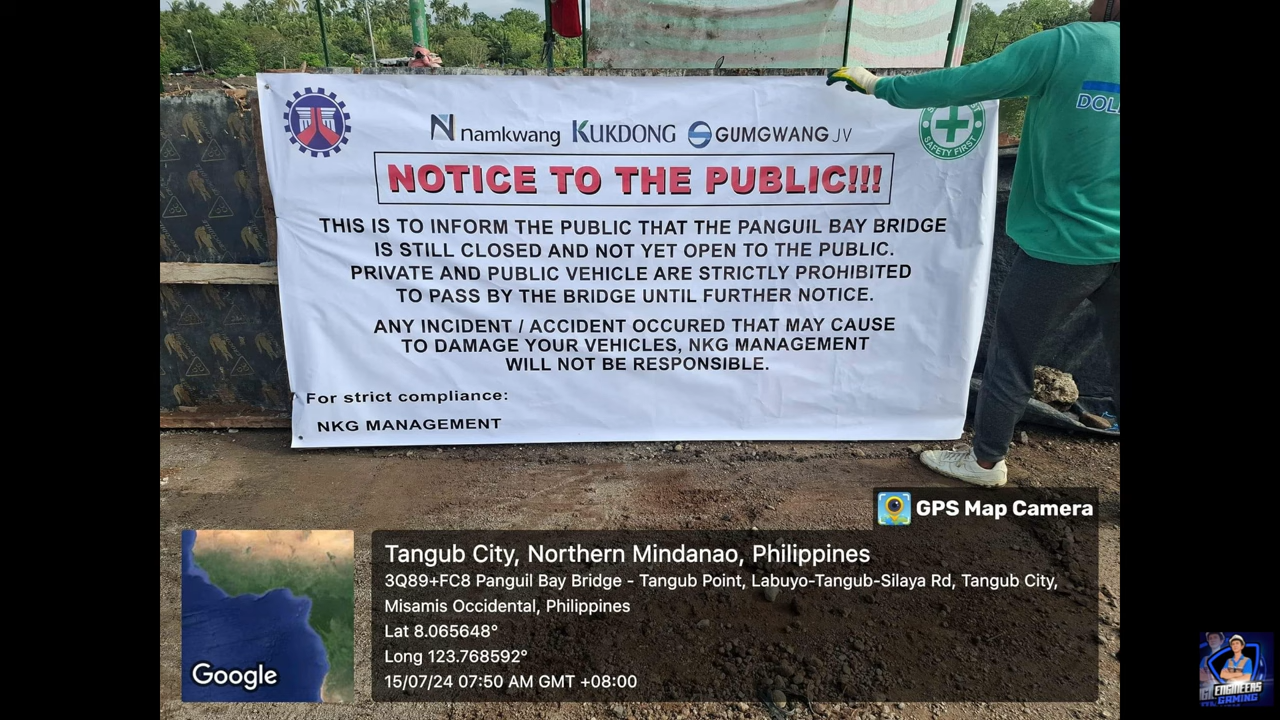 namkwang KUKDONG GUMGWANG JV
SAFETY FIRST
NOTICE TO THE PUBLIC!!!
THIS IS TO INFORM THE PUBLIC THAT THE PANGUIL BAY BRIDGE
IS STILL CLOSED AND NOT YET OPEN TO THE PUBLIC.
PRIVATE AND PUBLIC VEHICLE ARE STRICTLY PROHIBITED
TO PASS BY THE BRIDGE UNTIL FURTHER NOTICE.
ANY INCIDENT / ACCIDENT OCCURED THAT MAY CAUSE
TO DAMAGE YOUR VEHICLES, NKG MANAGEMENT
WILL NOT BE RESPONSIBLE.
For strict compliance:
NKG MANAGEMENT
GPS Map Camera
Tangub City, Northern Mindanao, Philippines
3Q89+FC8 Panguil Bay Bridge - Tangub Point, Labuyo-Tangub-Silaya Rd, Tangub City,
Misamis Occidental, Philippines
Lat 8.065648°
Long 123.768592°
15/07/24 07:50 AM GMT +08:00
Google
ENGINEERS
GAMING